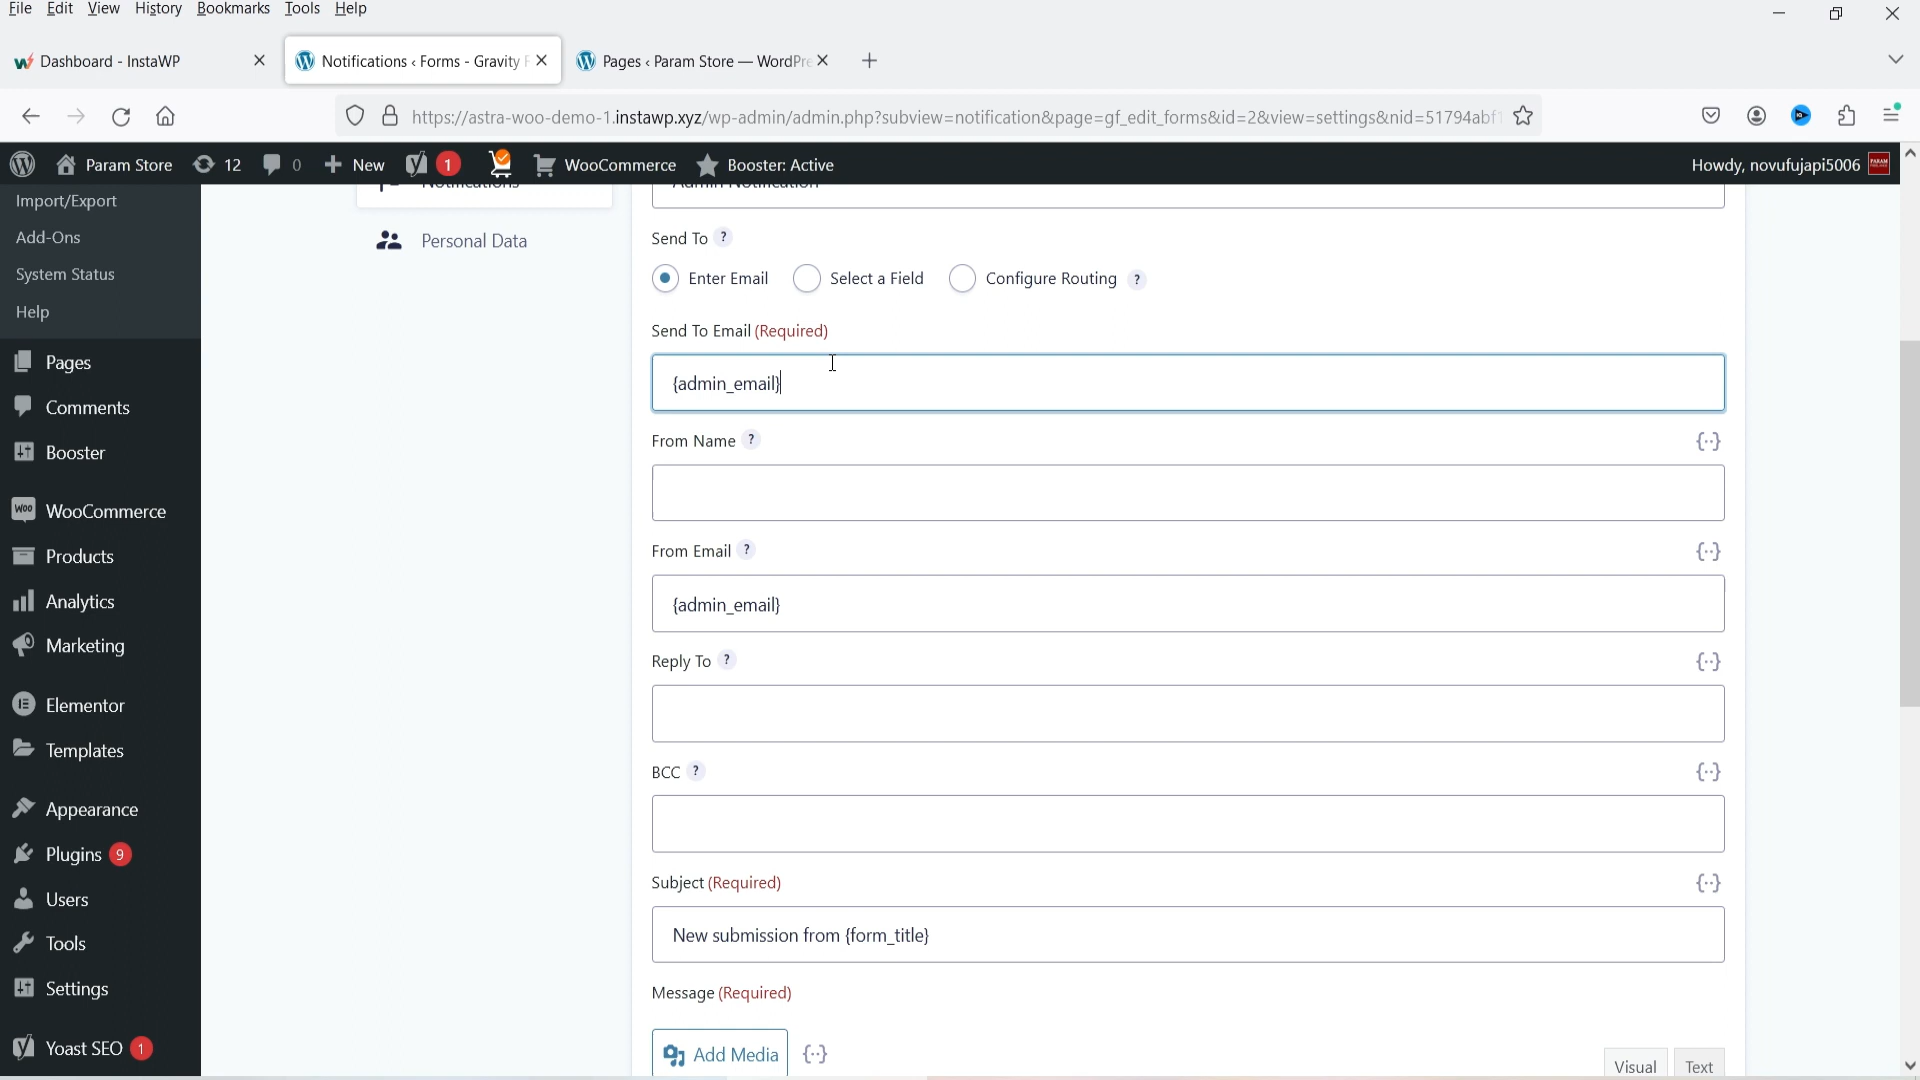 File Edit View History Bookmarks Tools Help
Dashboard - InstaWP
Notifications ‹ Forms - Gravity
Pages ‹ Param Store — WordPre
https://astra-woo-demo-1.instawp.xyz/wp-admin/admin.php?subview=notification&page=gf_edit_forms&id=2&view=settings&nid=51794abf
Param Store 12 0 New 1 WooCommerce Booster: Active Howdy, novufujapi5006
Import/Export
Add-Ons
System Status
Help
Pages
Comments
Booster
WooCommerce
Products
Analytics
Marketing
Elementor
Templates
Appearance
Plugins 9
Users
Tools
Settings
Yoast SEO 1
Notifications
Personal Data
Admin Notification
Send To ?
Enter Email Select a Field Configure Routing ?
Send To Email (Required)
{admin_email}
From Name ?
From Email ?
{admin_email}
Reply To ?
BCC ?
Subject (Required)
New submission from {form_title}
Message (Required)
Add Media
Visual Text